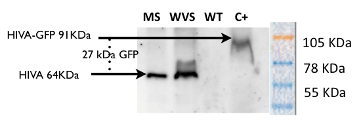 MS WVS WT C+
HIVA-GFP 91KDa
105 KDa
27 kDa GFP
78 KDa
HIVA 64KDa
55 KDa